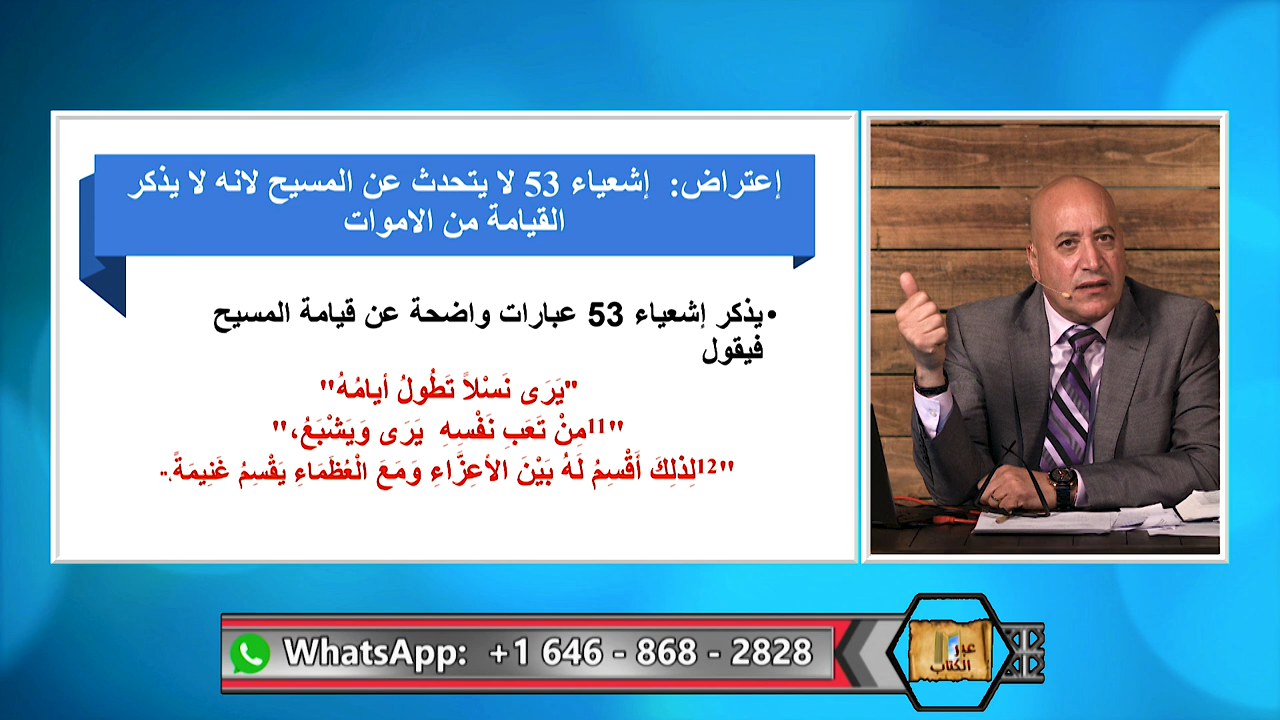 إعتراض: إشعياء 53 لا يتحدث عن المسيح لانه لا يذكر
القيامة من الاموات
•يذكر إشعياء 53 عبارات واضحة عن قيامة المسيح
فيقول
"يَرَى نَسْلاً تَطُولُ أيامُهُ"
"11مِنْ تَعَبِ نَفْسِهِ يَرَى وَيَشْبَعُ،"
"12لِذلِكَ أَقْسِمُ لَهُ بَيْنَ الأعِزَّاءِ وَمَعَ الْعُظَمَاءِ يَقْسِمُ غَنِيمَةً.."
WhatsApp: +1 646 - 868 - 2828
عبر
الكتاب